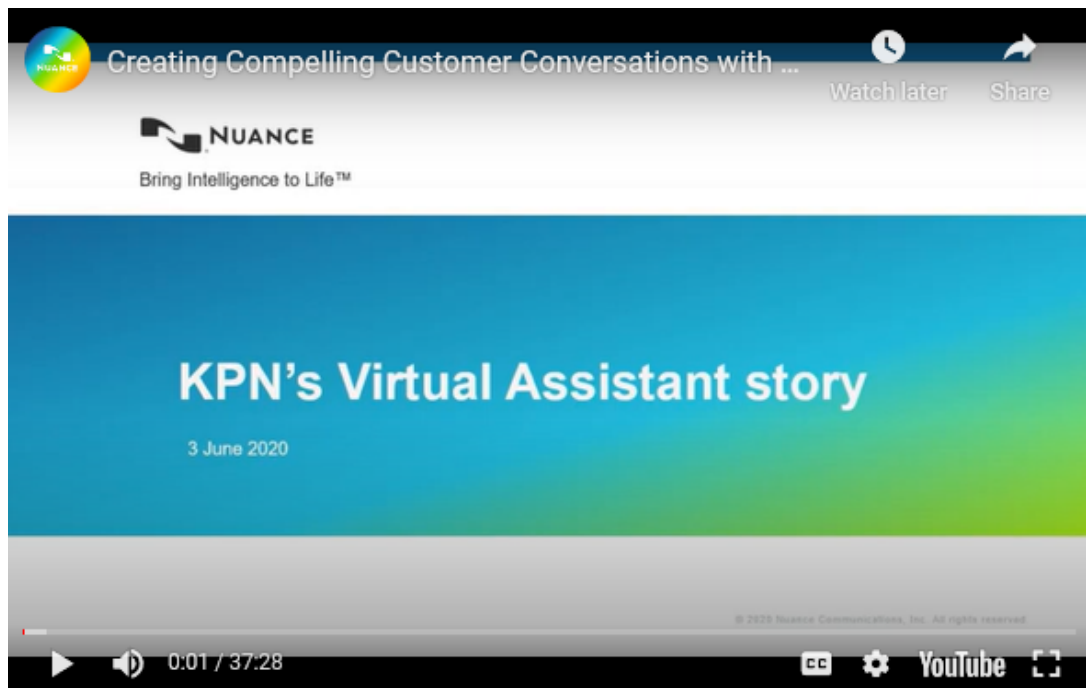 NUANCE
Creating Compelling Customer Conversations with ...
Watch later
Share
NUANCE
Bring Intelligence to Life™
KPN's Virtual Assistant story
3 June 2020
© 2020 Nuance Communications, Inc. All rights reserved
0:01 / 37:28
CC
YouTube